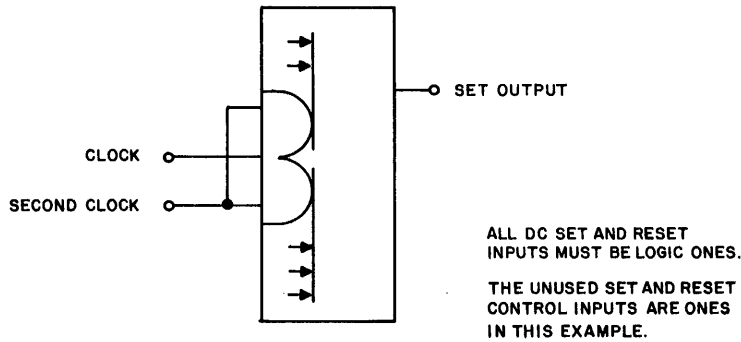 SET OUTPUT
CLOCK
SECOND CLOCK
ALL DC SET AND RESET
INPUTS MUST BE LOGIC ONES.
THE UNUSED SET AND RESET
CONTROL INPUTS ARE ONES
IN THIS EXAMPLE.